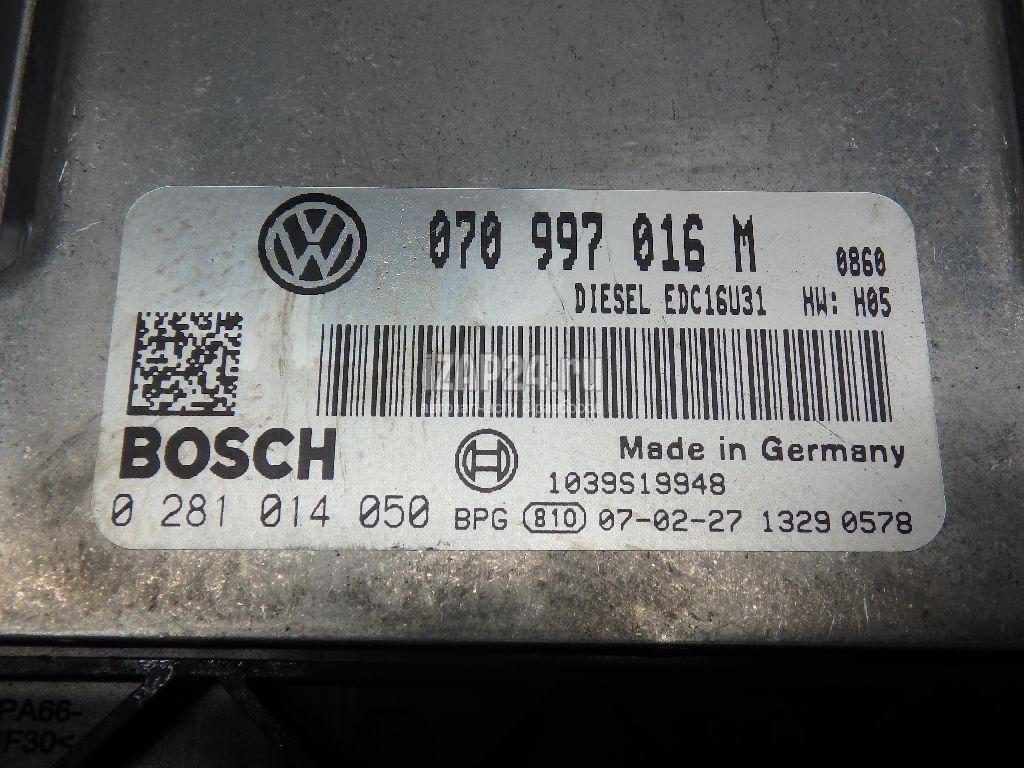 070 997 016 M 0860
DIESEL EDC16U31 HW: H05
iZAP24.ru
BOSCH
Made in Germany
1039S19948
0 281 014 050 BPG 810 07-02-27 1329 0578
PA66-
GF30<